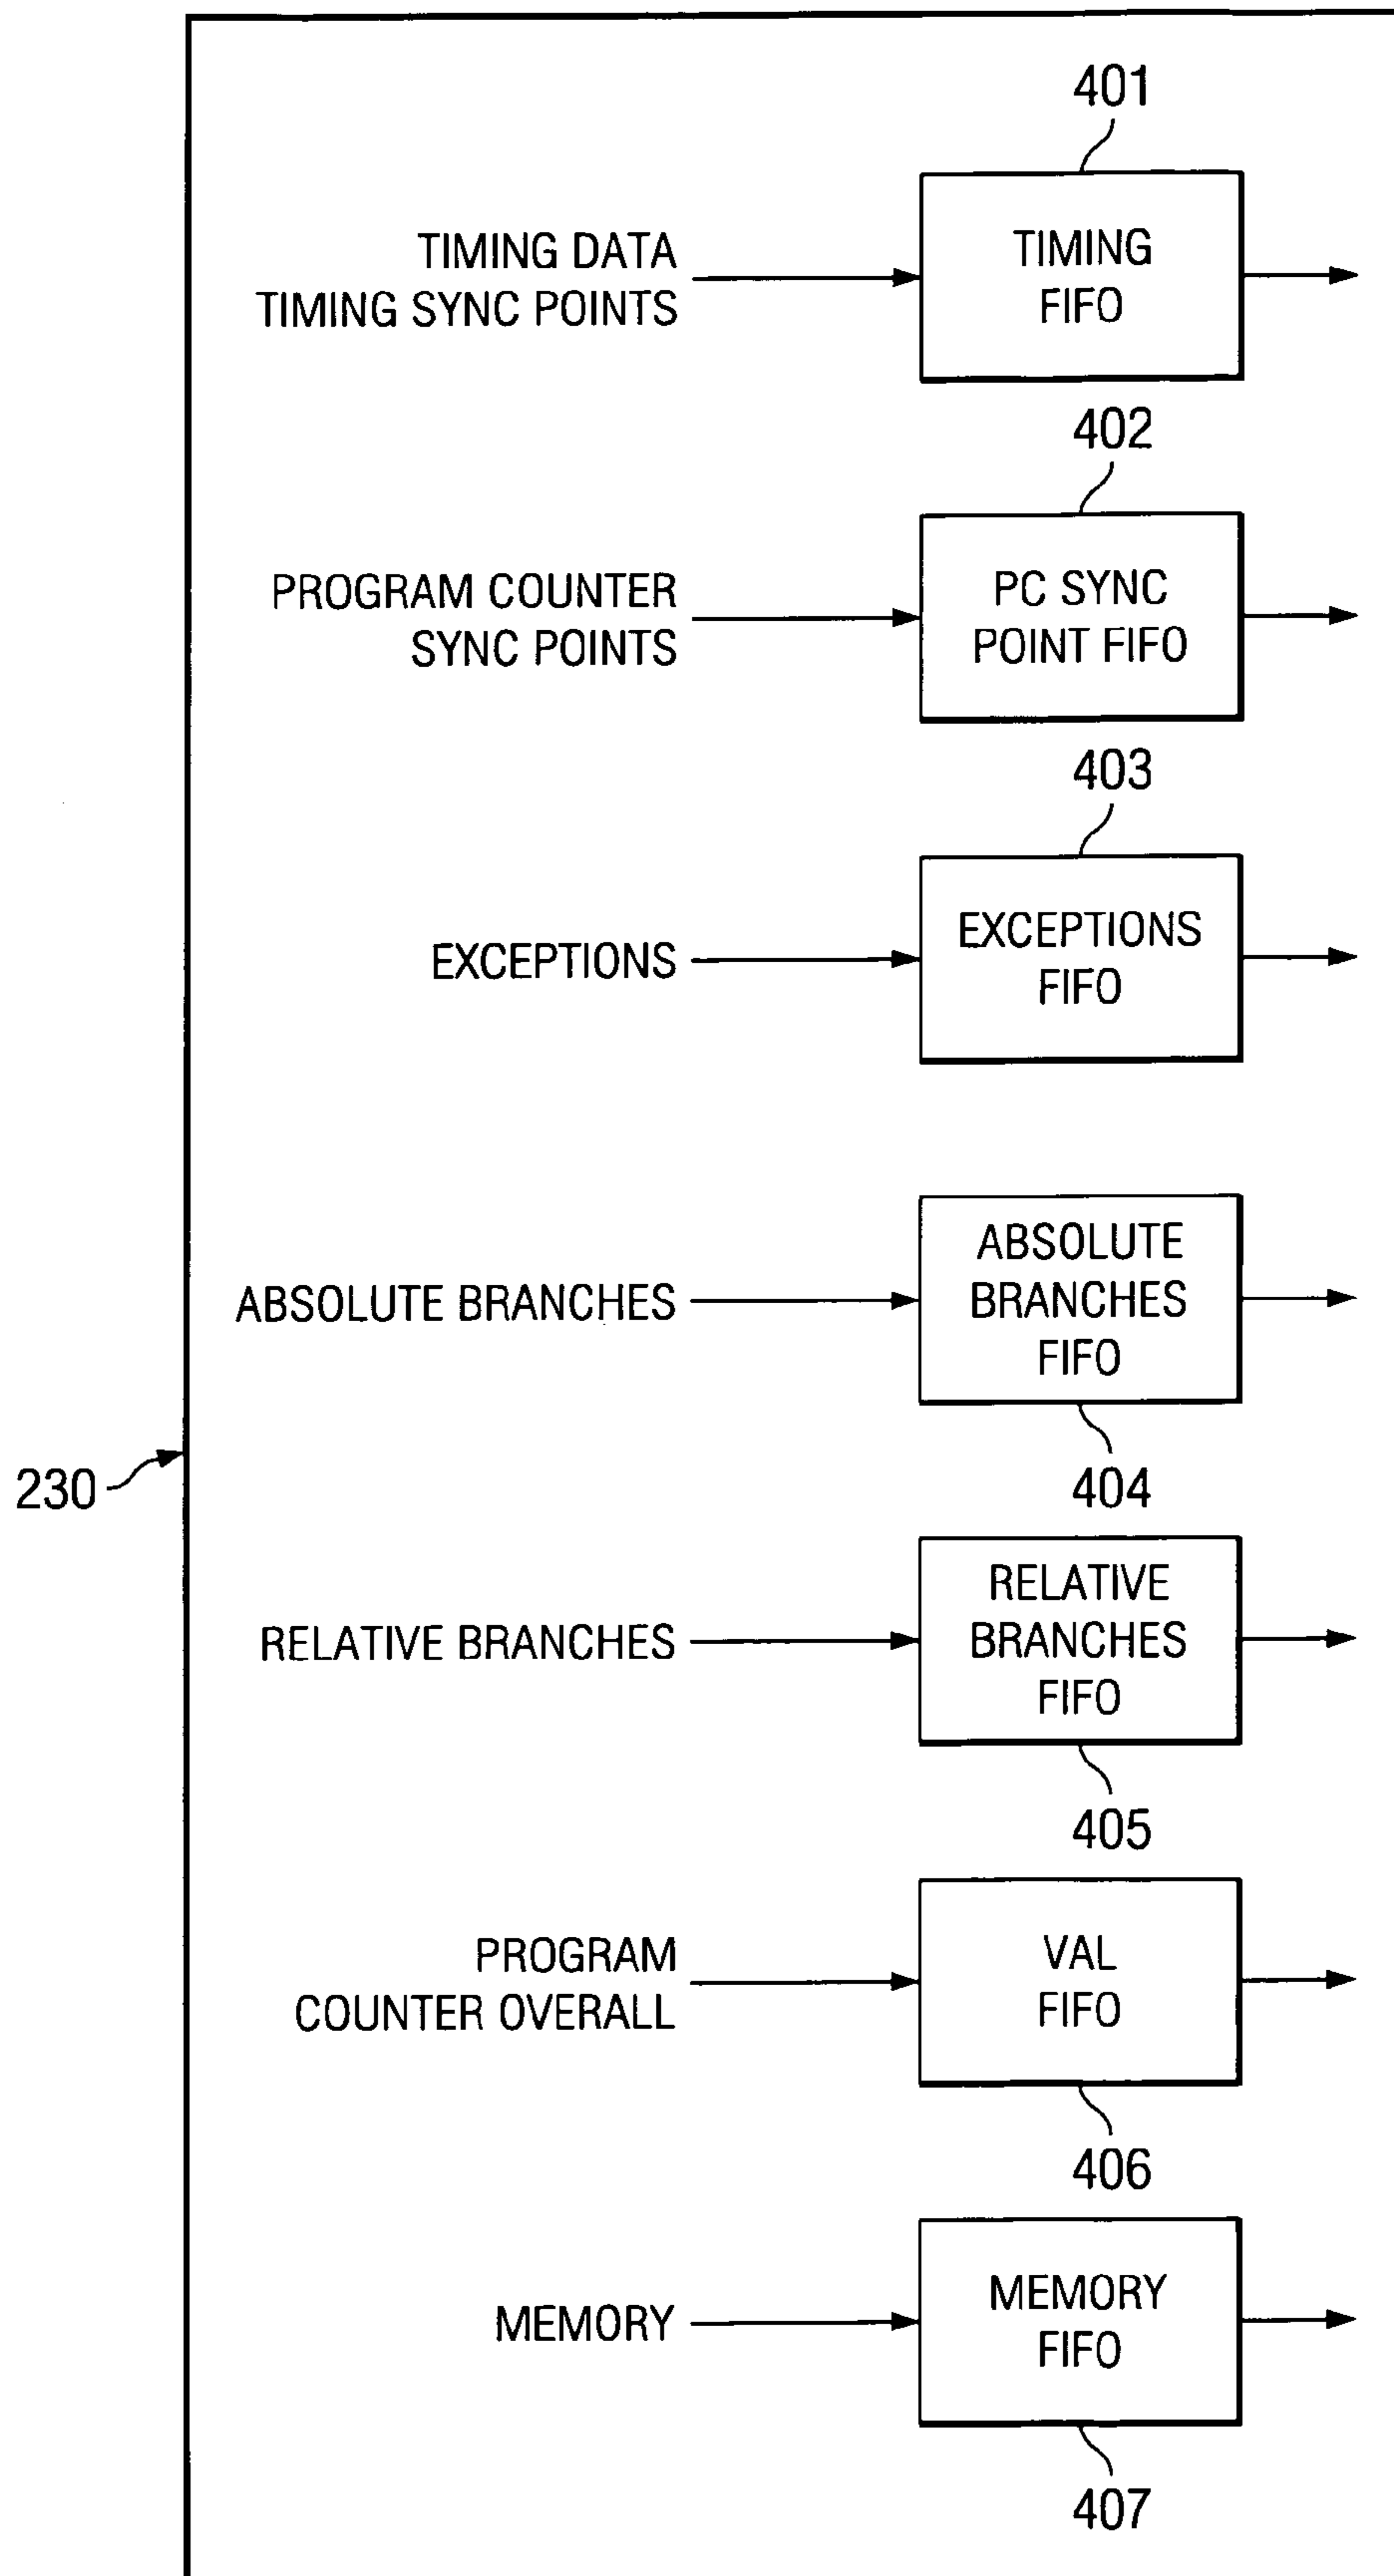 401
TIMING DATA
TIMING SYNC POINTS
TIMING
FIFO
402
PROGRAM COUNTER
SYNC POINTS
PC SYNC
POINT FIFO
403
EXCEPTIONS
EXCEPTIONS
FIFO
ABSOLUTE BRANCHES
ABSOLUTE
BRANCHES
FIFO
404
230
RELATIVE BRANCHES
RELATIVE
BRANCHES
FIFO
405
PROGRAM
COUNTER OVERALL
VAL
FIFO
406
MEMORY
MEMORY
FIFO
407